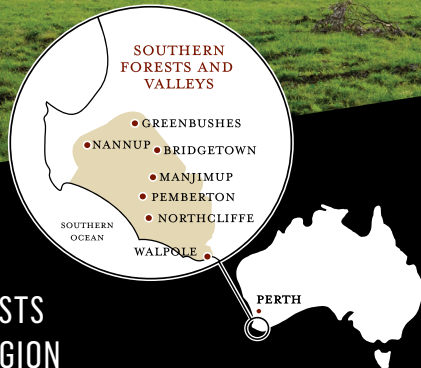 SOUTHERN
FORESTS AND
VALLEYS
GREENBUSHES
NANNUP
BRIDGETOWN
MANJIMUP
PEMBERTON
NORTHCLIFFE
SOUTHERN
OCEAN
WALPOLE
PERTH
STS
GION